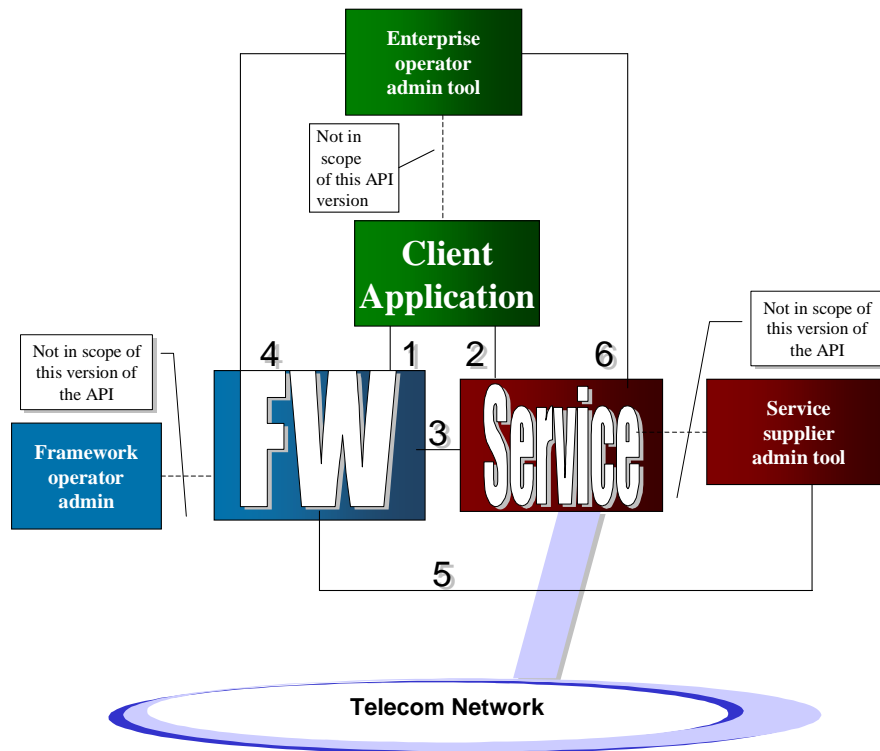 Enterprise
operator
admin tool
Not in
scope
of this API
version
Client
Application
Not in scope of
this version of
the API
Not in scope of
this version of
the API
4
1
2
6
FW
3
Service
Framework
operator
admin
Service
supplier
admin tool
5
Telecom Network